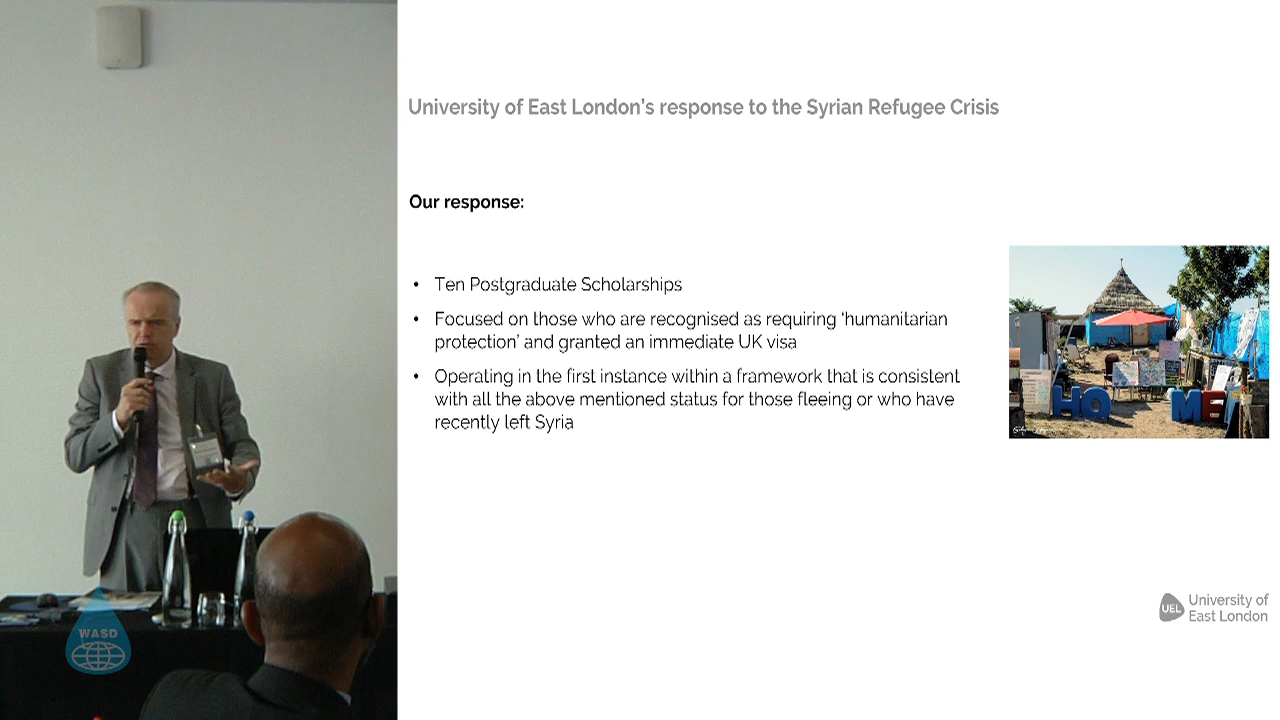 University of East London's response to the Syrian Refugee Crisis
Our response:
• Ten Postgraduate Scholarships
• Focused on those who are recognised as requiring 'humanitarian
protection' and granted an immediate UK visa
• Operating in the first instance within a framework that is consistent
with all the above mentioned status for those fleeing or who have
recently left Syria
HO ME
WASD
UEL
University of
East London